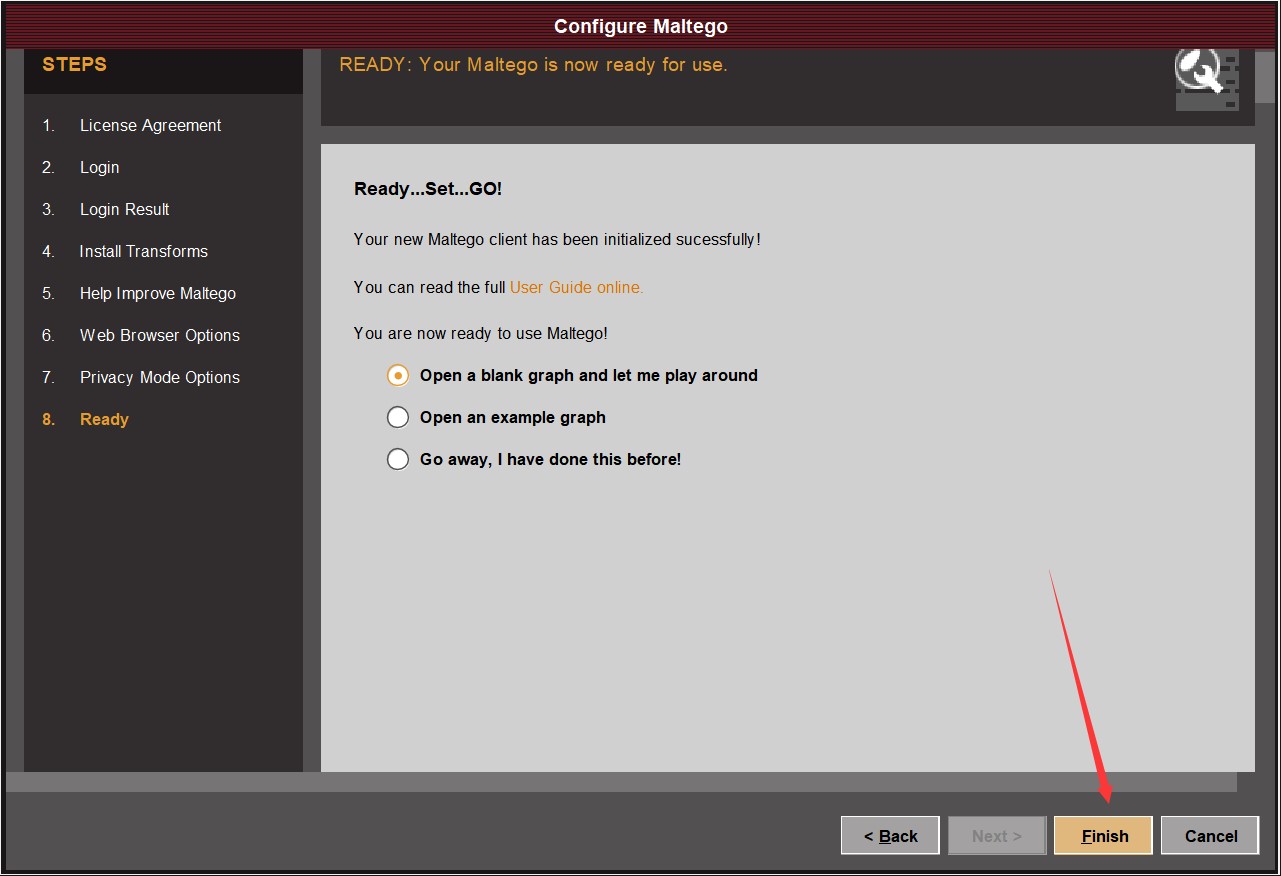 Configure Maltego
STEPS
1. License Agreement
2. Login
3. Login Result
4. Install Transforms
5. Help Improve Maltego
6. Web Browser Options
7. Privacy Mode Options
8. Ready
READY: Your Maltego is now ready for use.
Ready...Set...GO!
Your new Maltego client has been initialized sucessfully!
You can read the full User Guide online.
You are now ready to use Maltego!
Open a blank graph and let me play around
Open an example graph
Go away, I have done this before!
< Back
Next >
Finish
Cancel